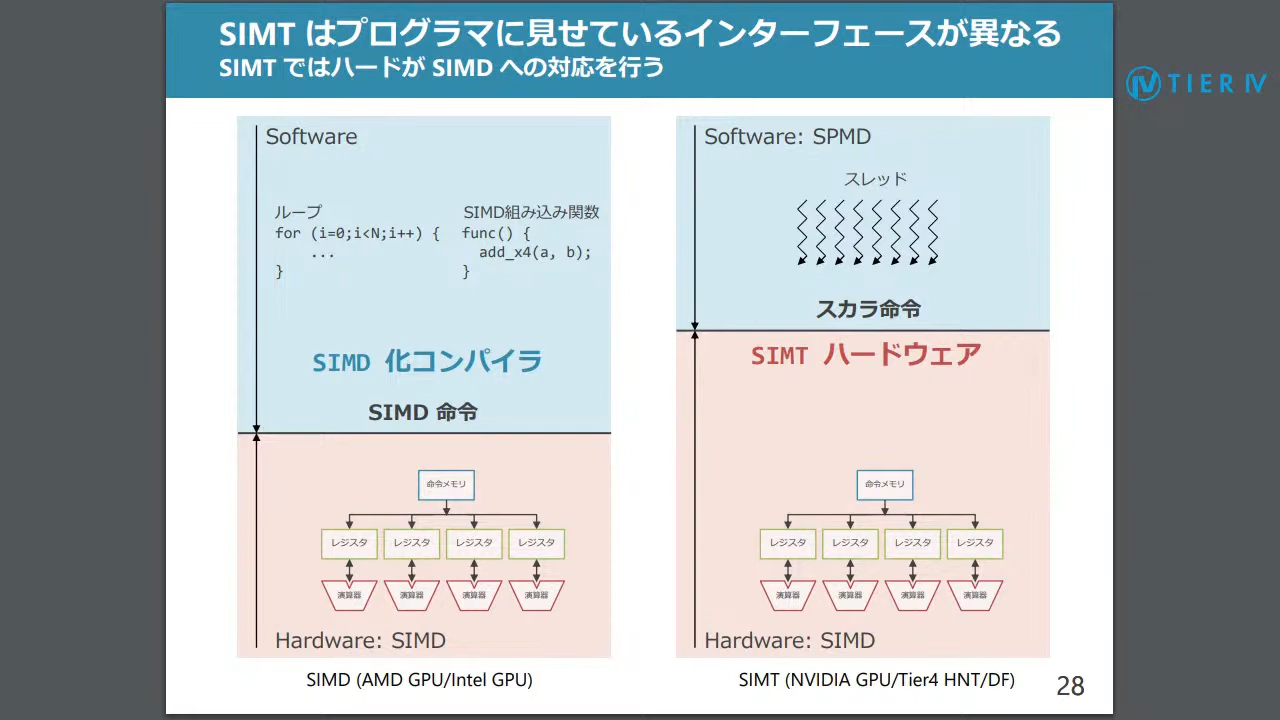 SIMT はプログラマに見せているインターフェースが異なる
SIMT ではハードが SIMD への対応を行う
TIER IV
Software
ループ
for (i=0;i<N;i++) {
...
}
SIMD組み込み関数
func() {
add_x4(a, b);
}
SIMD 化コンパイラ
SIMD 命令
命令メモリ
レジスタ レジスタ レジスタ レジスタ
演算器 演算器 演算器 演算器
Hardware: SIMD
SIMD (AMD GPU/Intel GPU)
Software: SPMD
スレッド
スカラ命令
SIMT ハードウェア
命令メモリ
レジスタ レジスタ レジスタ レジスタ
演算器 演算器 演算器 演算器
Hardware: SIMD
SIMT (NVIDIA GPU/Tier4 HNT/DF)
28